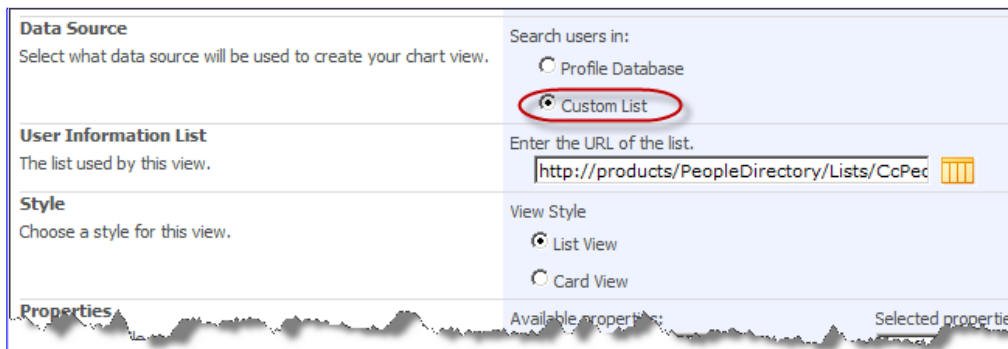 Data Source
Select what data source will be used to create your chart view.
Search users in:
Profile Database
Custom List
User Information List
The list used by this view.
Enter the URL of the list.
http://products/PeopleDirectory/Lists/CcPeo
Style
Choose a style for this view.
View Style
List View
Card View
Properties
Available properties:
Selected propertie